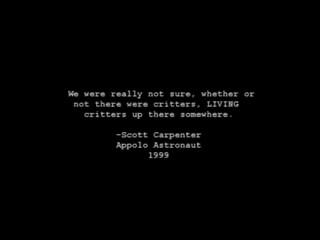 We were really not sure, whether or
not there were critters, LIVING
critters up there somewhere.
-Scott Carpenter
Appolo Astronaut
1999